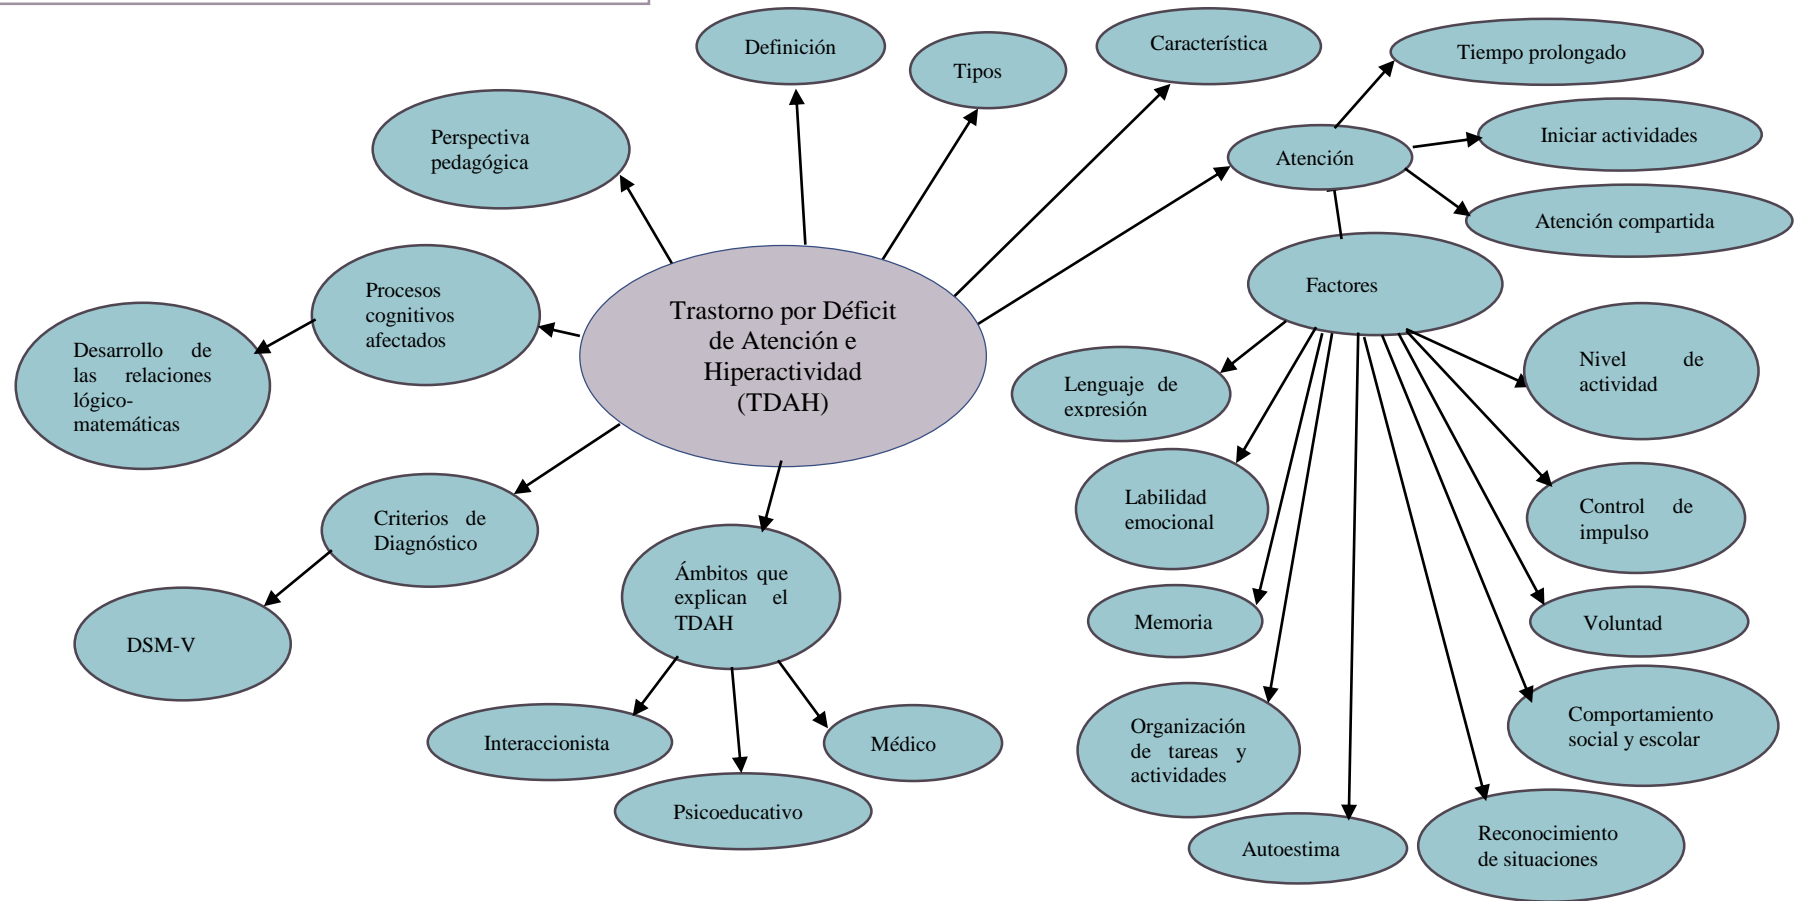 Definición
Tipos
Característica
Tiempo prolongado
Perspectiva
pedagógica
Atención
Iniciar actividades
Atención compartida
Procesos
cognitivos
afectados
Trastorno por Déficit
de Atención e
Hiperactividad
(TDAH)
Factores
Desarrollo de
las relaciones
lógico-
matemáticas
Lenguaje de
expresión
Nivel de
actividad
Criterios de
Diagnóstico
Labilidad
emocional
Control de
impulso
Ámbitos que
explican el
TDAH
DSM-V
Memoria
Voluntad
Interaccionista
Médico
Psicoeducativo
Organización
de tareas y
actividades
Comportamiento
social y escolar
Autoestima
Reconocimiento
de situaciones